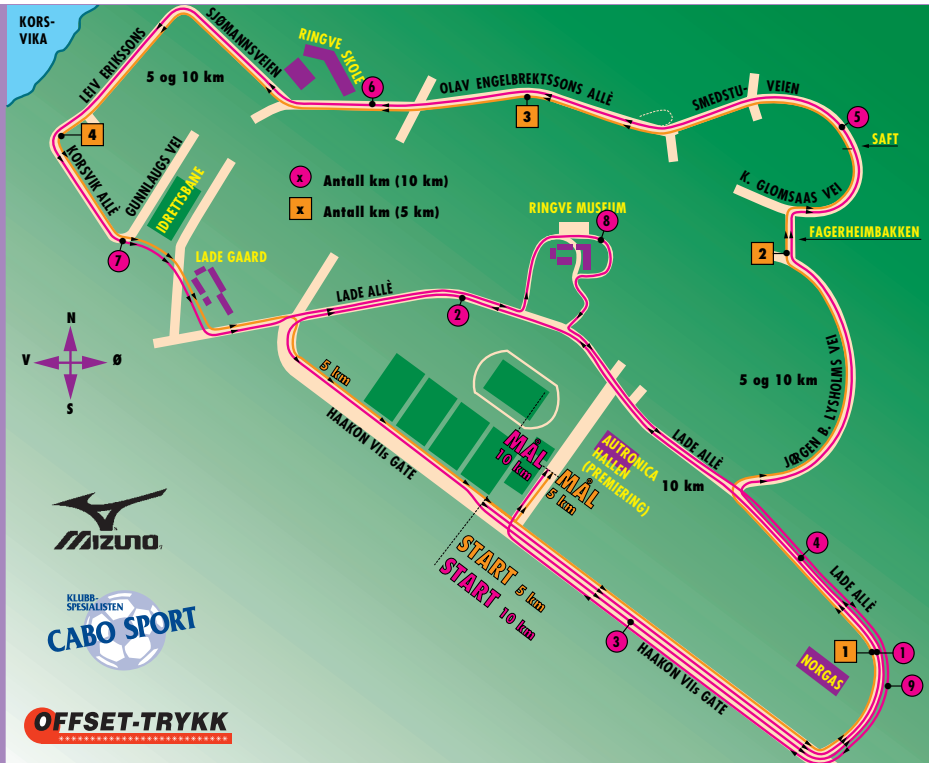 KORS-
VIKA
LEIV ERIKSSONS
SJØMANNSVEIEN
RINGVE SKOLE
5 og 10 km
6
OLAV ENGELBREKTSSONS ALLÈ
3
SMEDSTU-
VEIEN
5
SAFT
4
KORSVIK ALLÈ
GUNNLAUGS VEI
IDRETTSBANE
x Antall km (10 km)
x Antall km (5 km)
K. GLOMSAAS VEI
RINGVE MUSEUM
8
FAGERHEIMBAKKEN
2
7
LADE GAARD
LADE ALLÈ
2
N
V Ø
S
5 km
HAAKON VIIs GATE
5 og 10 km
JØRGEN B. LYSHOLMS VEI
LADE ALLÈ
MÅL
10 km
MÅL
5 km
AUTRONICA
HALLEN
(PREMIERING)
10 km
MIZUNO
START 5 km
START 10 km
4
LADE ALLÈ
KLUBB-
SPESIALISTEN
CABO SPORT
3
HAAKON VIIs GATE
1
1
NORGAS
9
OFFSET-TRYKK